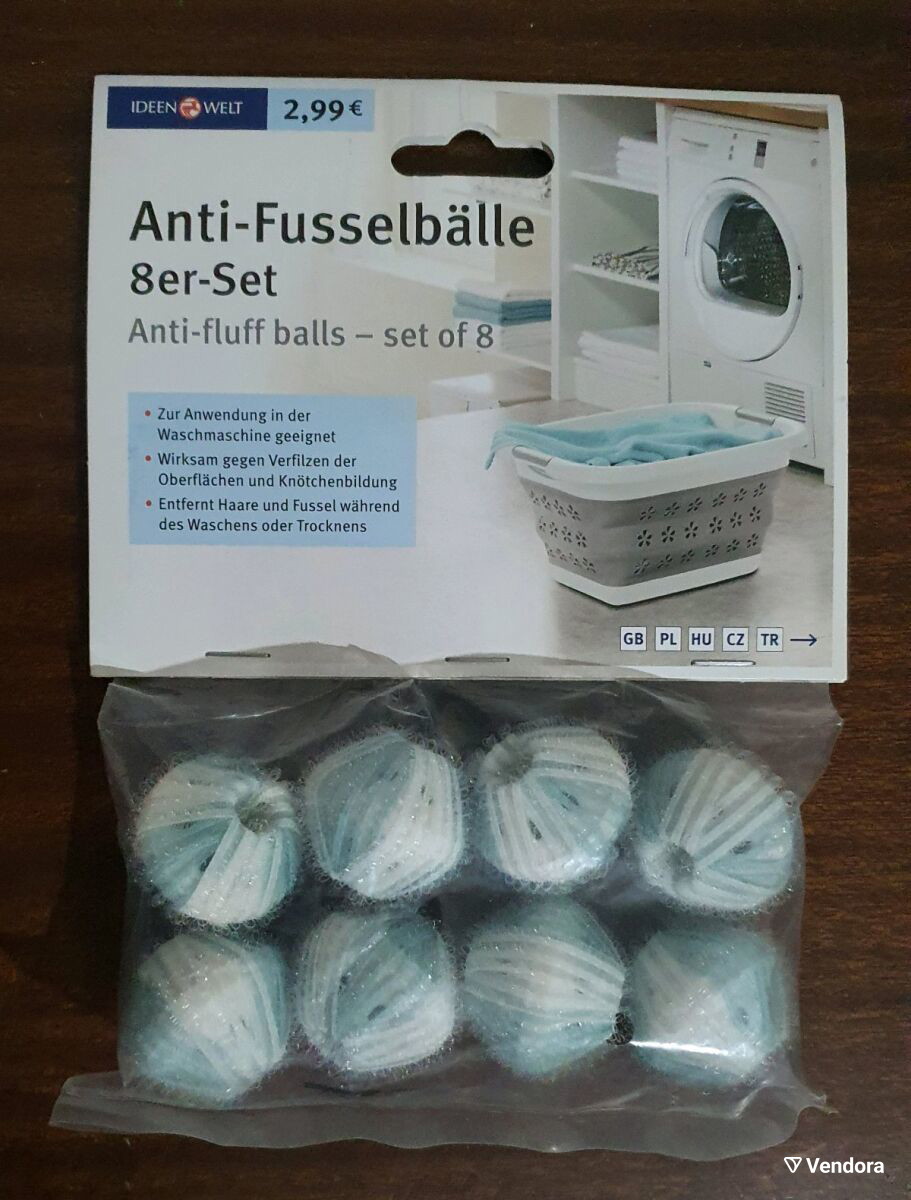 IDEEN WELT 2,99 €
Anti-Fusselbälle
8er-Set
Anti-fluff balls – set of 8
• Zur Anwendung in der
Waschmaschine geeignet
• Wirksam gegen Verfilzen der
Oberflächen und Knötchenbildung
• Entfernt Haare und Fussel während
des Waschens oder Trocknens
GB PL HU CZ TR →
Vendora